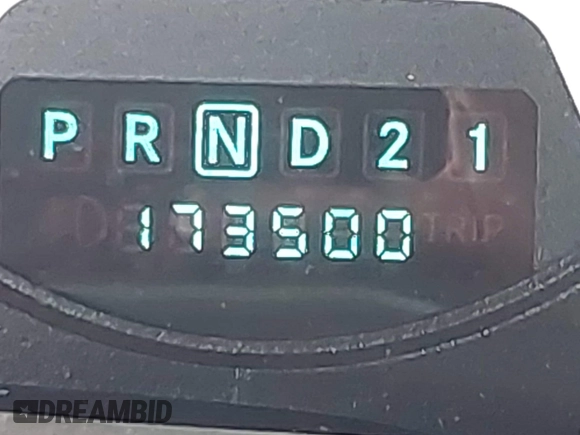 P R N D 2 1
173500
TRIP
DREAMBID